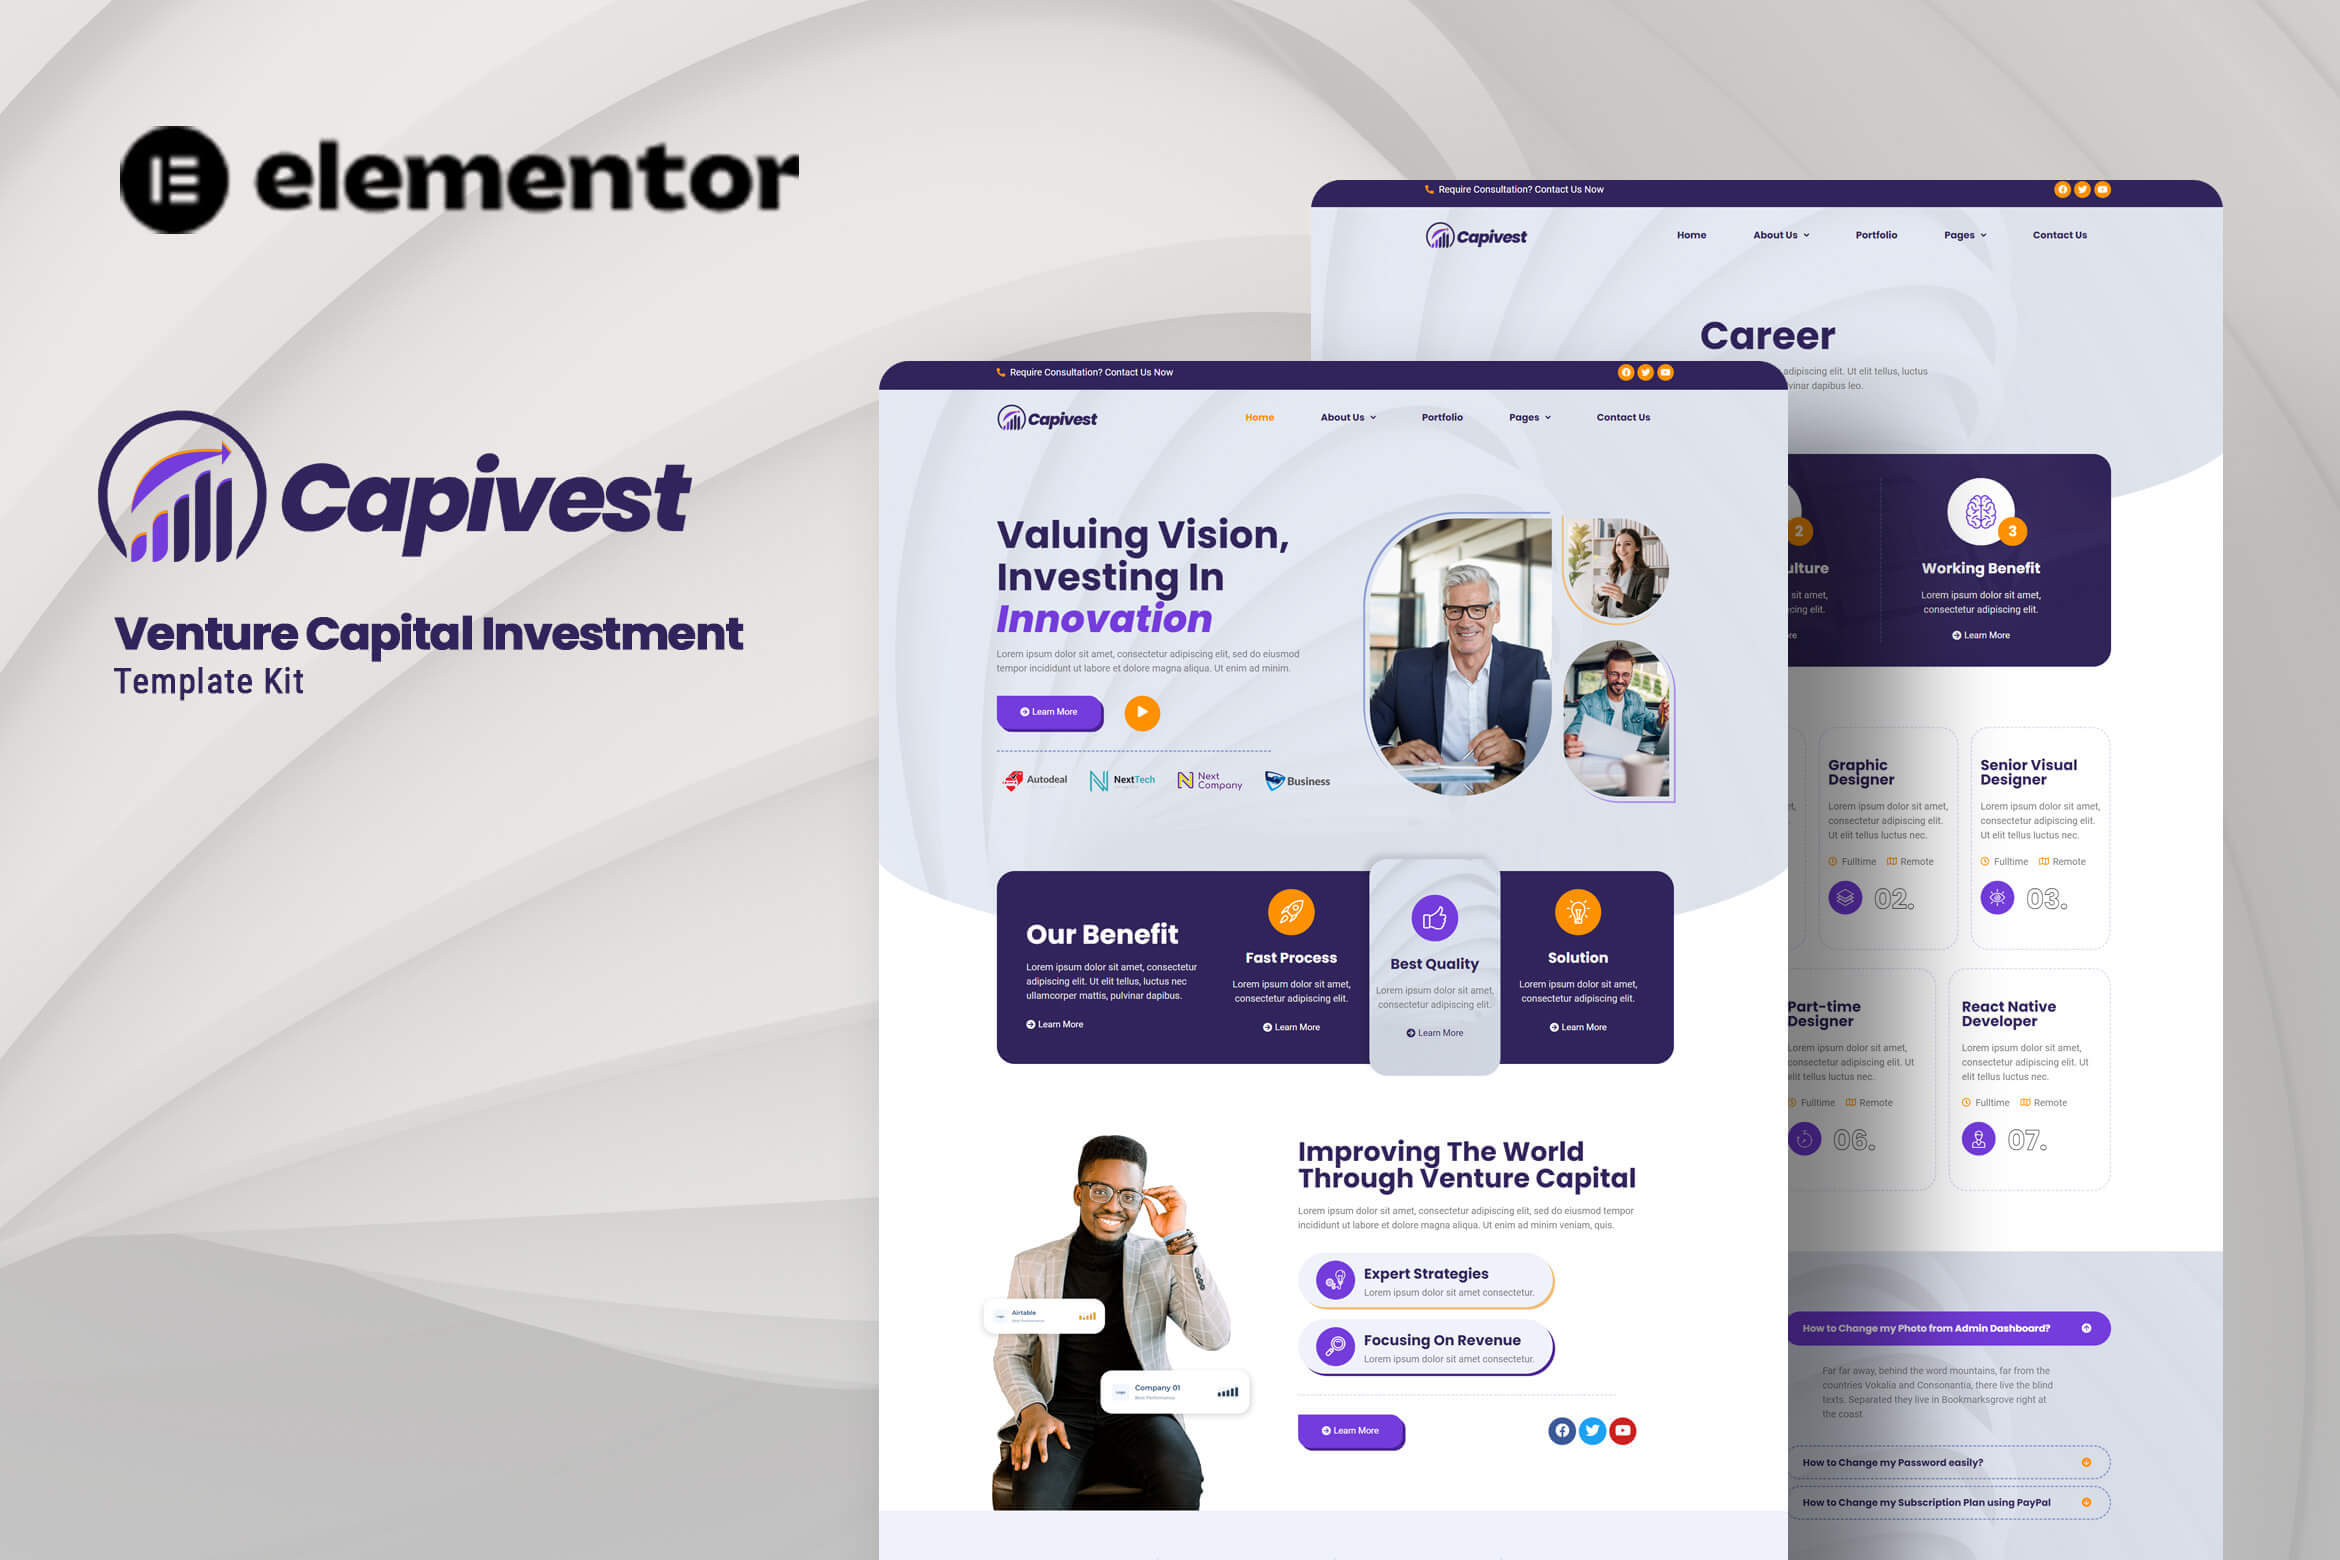 elementor
Capivest
Venture Capital Investment
Template Kit
Require Consultation? Contact Us Now
Capivest
Home
About Us
Portfolio
Pages
Contact Us
Career
adipiscing elit. Ut elit tellus, luctus
vinar dapibus leo.
2
ulture
sit amet,
cing elit.
re
3
Working Benefit
Lorem ipsum dolor sit amet,
consectetur adipiscing elit.
Learn More
Graphic
Designer
Lorem ipsum dolor sit amet,
consectetur adipiscing elit.
Ut elit tellus luctus nec.
Fulltime
Remote
02.
Senior Visual
Designer
Lorem ipsum dolor sit amet,
consectetur adipiscing elit.
Ut elit tellus luctus nec.
Fulltime
Remote
03.
Part-time
Designer
Lorem ipsum dolor sit amet,
consectetur adipiscing elit. Ut
elit tellus luctus nec.
Fulltime
Remote
06.
React Native
Developer
Lorem ipsum dolor sit amet,
consectetur adipiscing elit. Ut
elit tellus luctus nec.
Fulltime
Remote
07.
How to Change my Photo from Admin Dashboard?
Far far away, behind the word mountains, far from the
countries Vokalia and Consonantia, there live the blind
texts. Separated they live in Bookmarksgrove right at
the coast
How to Change my Password easily?
How to Change my Subscription Plan using PayPal
Require Consultation? Contact Us Now
Capivest
Home
About Us
Portfolio
Pages
Contact Us
Valuing Vision,
Investing In
Innovation
Lorem ipsum dolor sit amet, consectetur adipiscing elit, sed do eiusmod
tempor incididunt ut labore et dolore magna aliqua. Ut enim ad minim.
Learn More
Autodeal
NextTech
Next
Company
Business
Our Benefit
Lorem ipsum dolor sit amet, consectetur
adipiscing elit. Ut elit tellus, luctus nec
ullamcorper mattis, pulvinar dapibus.
Learn More
Fast Process
Lorem ipsum dolor sit amet,
consectetur adipiscing elit.
Learn More
Best Quality
Lorem ipsum dolor sit amet,
consectetur adipiscing elit.
Learn More
Solution
Lorem ipsum dolor sit amet,
consectetur adipiscing elit.
Learn More
Airtable
Best Performance
Company 01
Best Performance
Improving The World
Through Venture Capital
Lorem ipsum dolor sit amet, consectetur adipiscing elit, sed do eiusmod tempor
incididunt ut labore et dolore magna aliqua. Ut enim ad minim veniam, quis.
Expert Strategies
Lorem ipsum dolor sit amet consectetur.
Focusing On Revenue
Lorem ipsum dolor sit amet consectetur.
Learn More